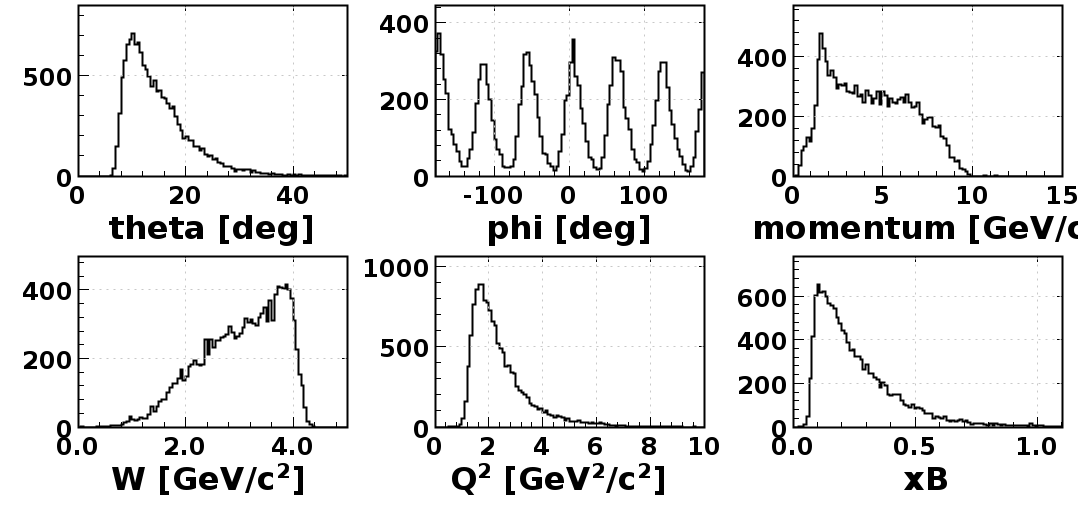 500
0
0 20 40
theta [deg]
400
200
0
-100 0 100
phi [deg]
400
200
0
0 5 10 15
momentum [GeV/c
400
200
0
0.0 2.0 4.0
W [GeV/c²]
1000
500
0
0 2 4 6 8 10
Q² [GeV²/c²]
600
400
200
0
0.0 0.5 1.0
xB